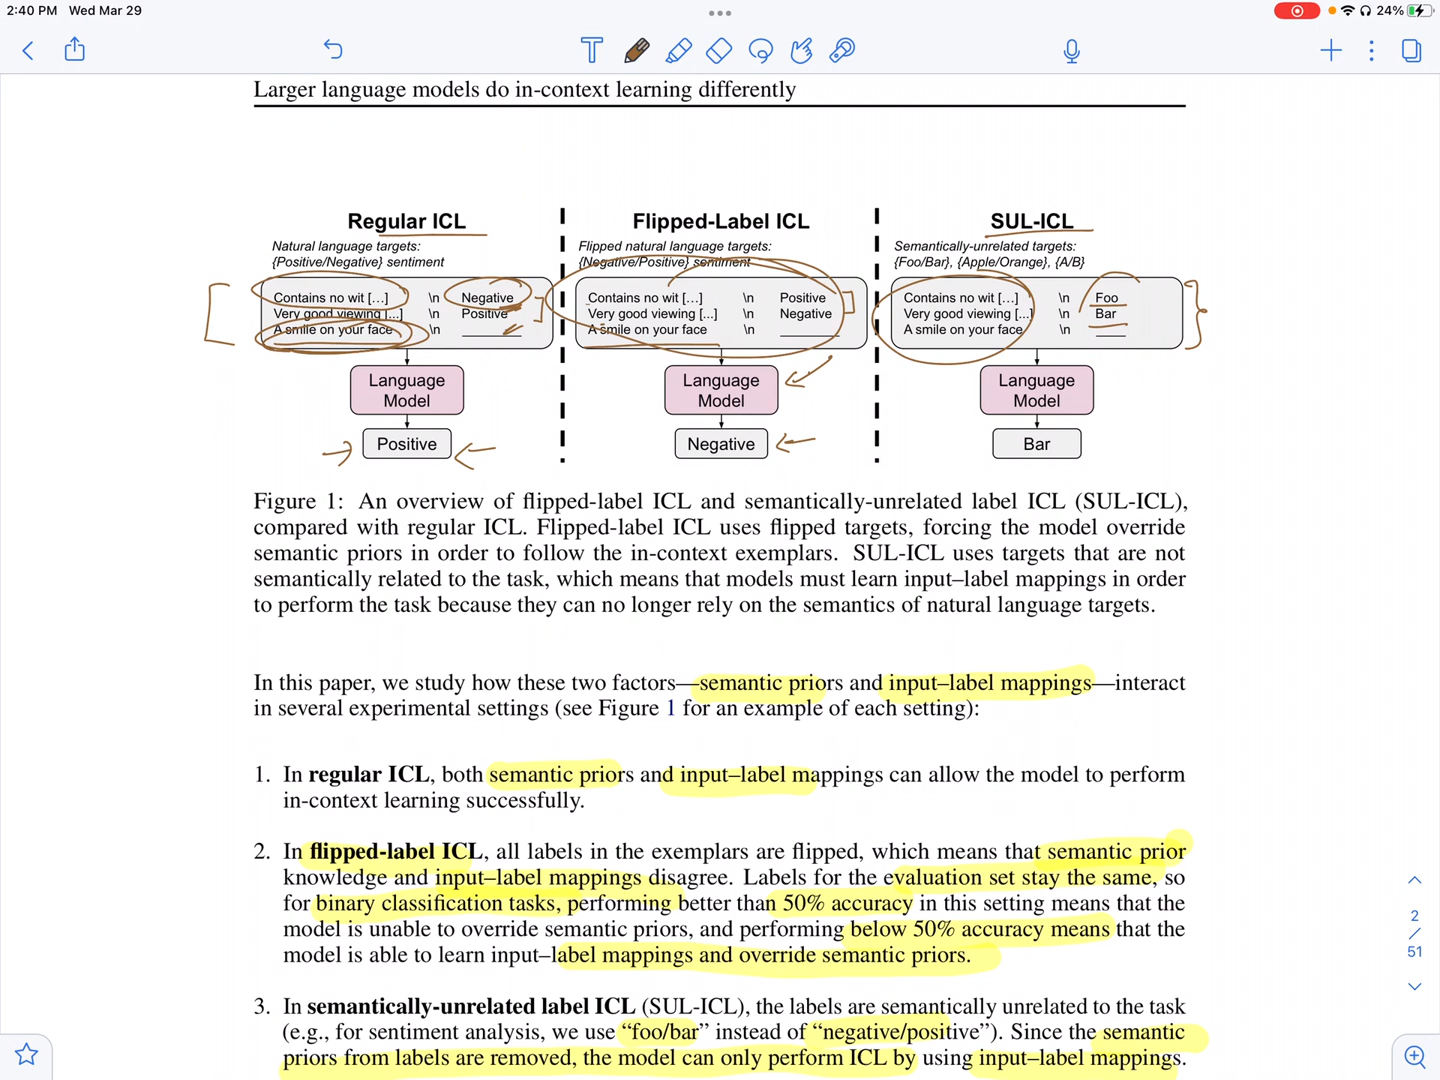 2:40 PM Wed Mar 29
24%
Larger language models do in-context learning differently
Regular ICL
Natural language targets:
{Positive/Negative} sentiment
Contains no wit [...] \n Negative
Very good viewing [...] \n Positive
A smile on your face \n ______
Language
Model
Positive
Flipped-Label ICL
Flipped natural language targets:
{Negative/Positive} sentiment
Contains no wit [...] \n Positive
Very good viewing [...] \n Negative
A smile on your face \n ______
Language
Model
Negative
SUL-ICL
Semantically-unrelated targets:
{Foo/Bar}, {Apple/Orange}, {A/B}
Contains no wit [...] \n Foo
Very good viewing [...] \n Bar
A smile on your face \n ___
Language
Model
Bar
Figure 1: An overview of flipped-label ICL and semantically-unrelated label ICL (SUL-ICL),
compared with regular ICL. Flipped-label ICL uses flipped targets, forcing the model override
semantic priors in order to follow the in-context exemplars. SUL-ICL uses targets that are not
semantically related to the task, which means that models must learn input–label mappings in order
to perform the task because they can no longer rely on the semantics of natural language targets.
In this paper, we study how these two factors—semantic priors and input–label mappings—interact
in several experimental settings (see Figure 1 for an example of each setting):
1. In regular ICL, both semantic priors and input–label mappings can allow the model to perform
in-context learning successfully.
2. In flipped-label ICL, all labels in the exemplars are flipped, which means that semantic prior
knowledge and input–label mappings disagree. Labels for the evaluation set stay the same, so
for binary classification tasks, performing better than 50% accuracy in this setting means that the
model is unable to override semantic priors, and performing below 50% accuracy means that the
model is able to learn input–label mappings and override semantic priors.
3. In semantically-unrelated label ICL (SUL-ICL), the labels are semantically unrelated to the task
(e.g., for sentiment analysis, we use “foo/bar” instead of “negative/positive”). Since the semantic
priors from labels are removed, the model can only perform ICL by using input–label mappings.
2
/
51